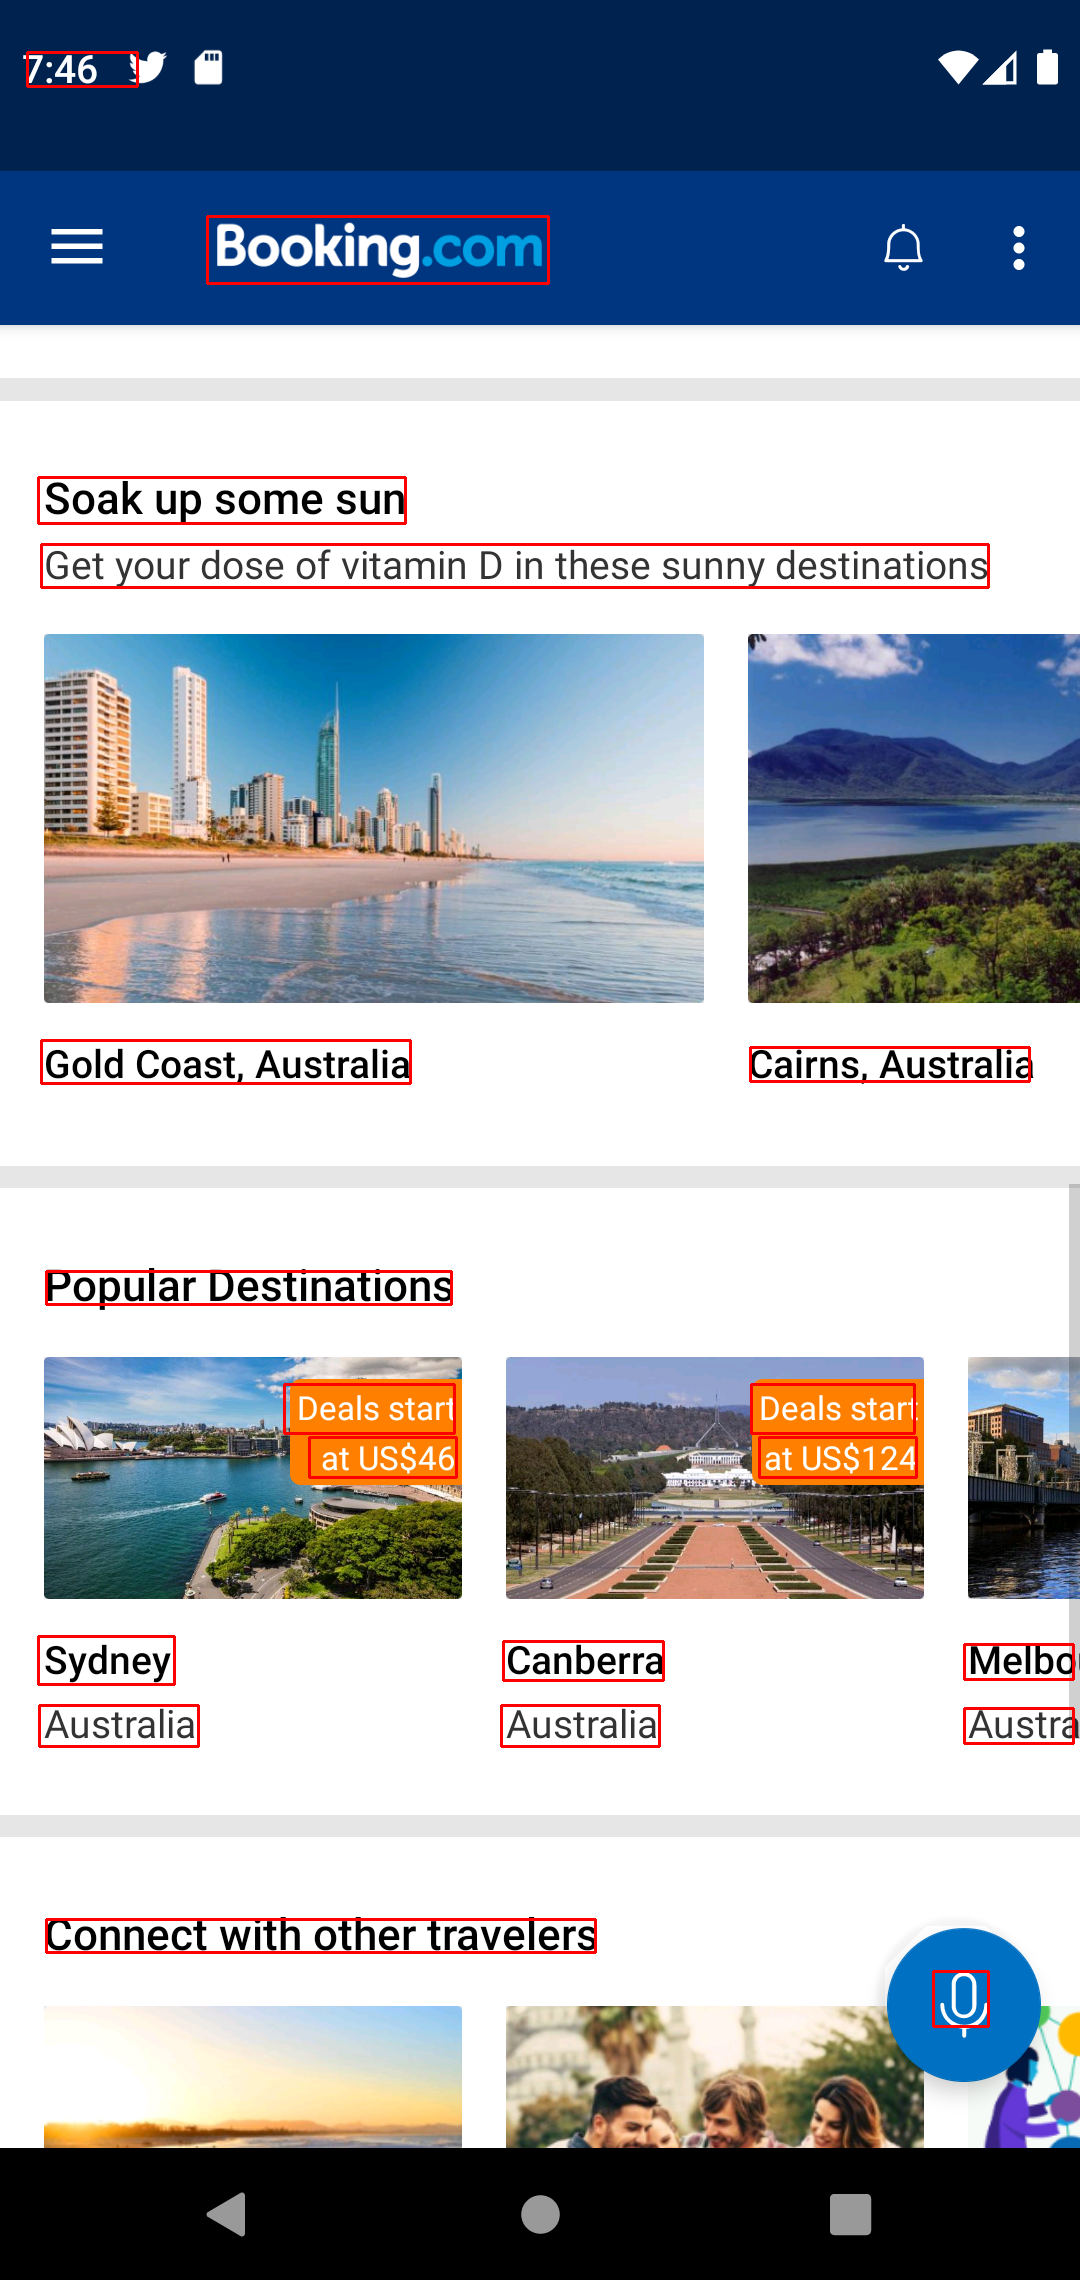 7:46
Booking.com
Soak up some sun
Get your dose of vitamin D in these sunny destinations
Gold Coast, Australia
Cairns, Australia
Popular Destinations
Deals start
at US$46
Deals start
at US$124
Sydney
Canberra
Melbo
Australia
Australia
Austra
Connect with other travelers